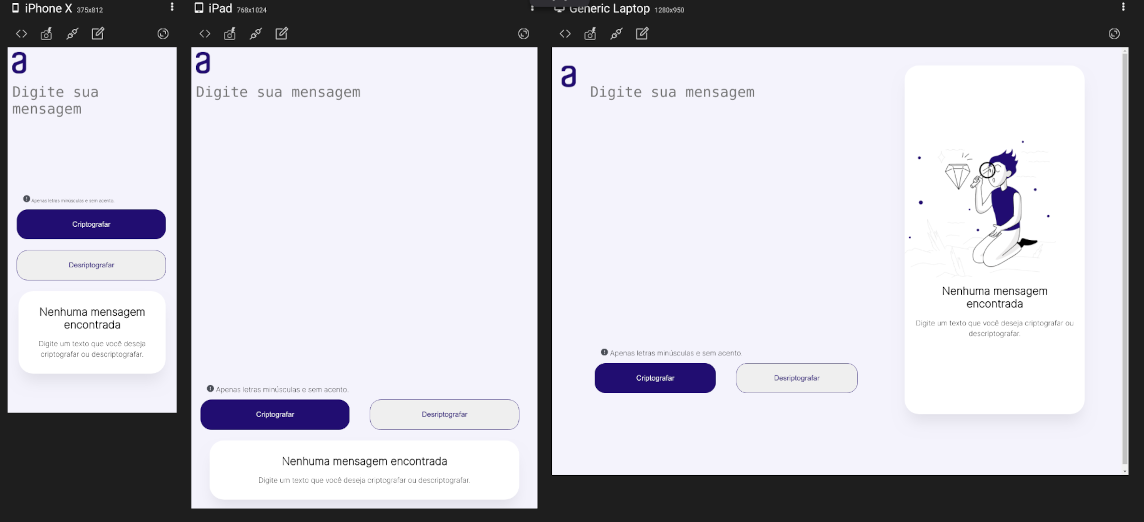 iPhone X 375x812
a
Digite sua
mensagem
Apenas letras minúsculas e sem acento.
Criptografar
Desriptografar
Nenhuma mensagem
encontrada
Digite um texto que você deseja
criptografar ou descriptografar.
iPad 768x1024
a
Digite sua mensagem
Apenas letras minúsculas e sem acento.
Criptografar
Desriptografar
Nenhuma mensagem encontrada
Digite um texto que você deseja criptografar ou descriptografar.
Generic Laptop 1280x950
a
Digite sua mensagem
Apenas letras minúsculas e sem acento
Criptografar
Desriptografar
Nenhuma mensagem
encontrada
Digite um texto que você deseja criptografar ou
descriptografar.